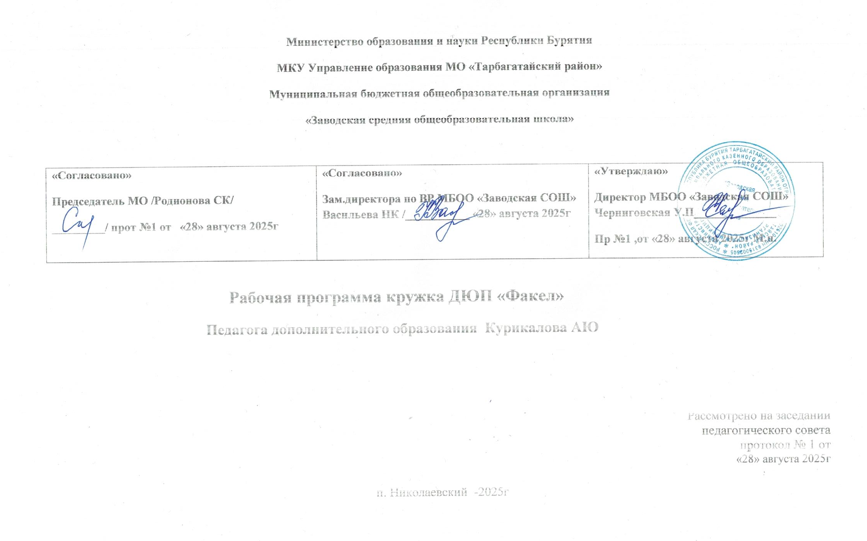 Министерство образования и науки Республики Бурятия
МКУ Управление образования МО «Тарбагатайский район»
Муниципальная бюджетная общеобразовательная организация
«Заводская средняя общеобразовательная школа»
«Согласовано»
Председатель МО /Родионова СК/
________/ прот №1 от «28» августа 2025г
«Согласовано»
Зам.директора по ВР МБОО «Заводская СОШ»
Васильева НК /__________ «28» августа 2025г
«Утверждаю»
Директор МБОО «Заводская СОШ»
Черниговская У.П____________
Пр №1 ,от «28» августа 2025г М.п.
Рабочая программа кружка ДЮП «Факел»
Педагога дополнительного образования Курикалова АЮ
Рассмотрено на заседании
педагогического совета
протокол № 1 от
«28» августа 2025г
п. Николаевский -2025г